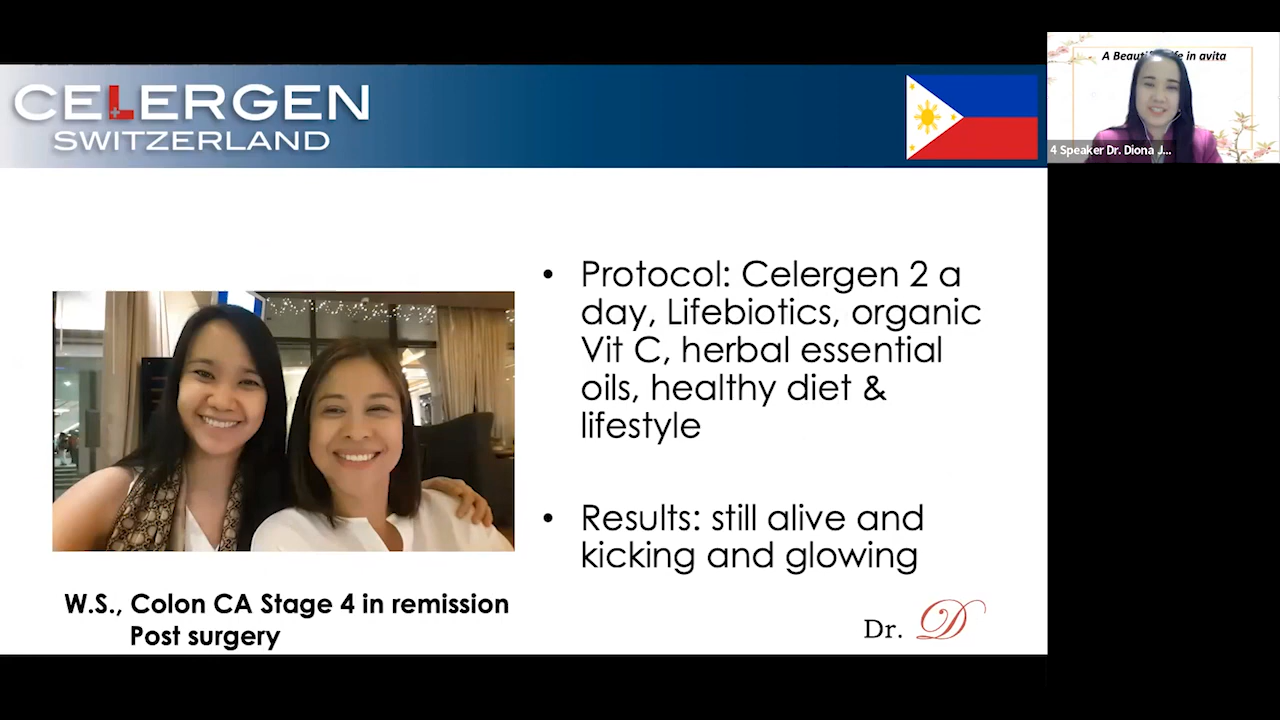 CELERGEN
SWITZERLAND
A Beautif
fe in avita
4 Speaker Dr. Diona J...
• Protocol: Celergen 2 a
day, Lifebiotics, organic
Vit C, herbal essential
oils, healthy diet &
lifestyle
• Results: still alive and
kicking and glowing
W.S., Colon CA Stage 4 in remission
Post surgery
Dr. D